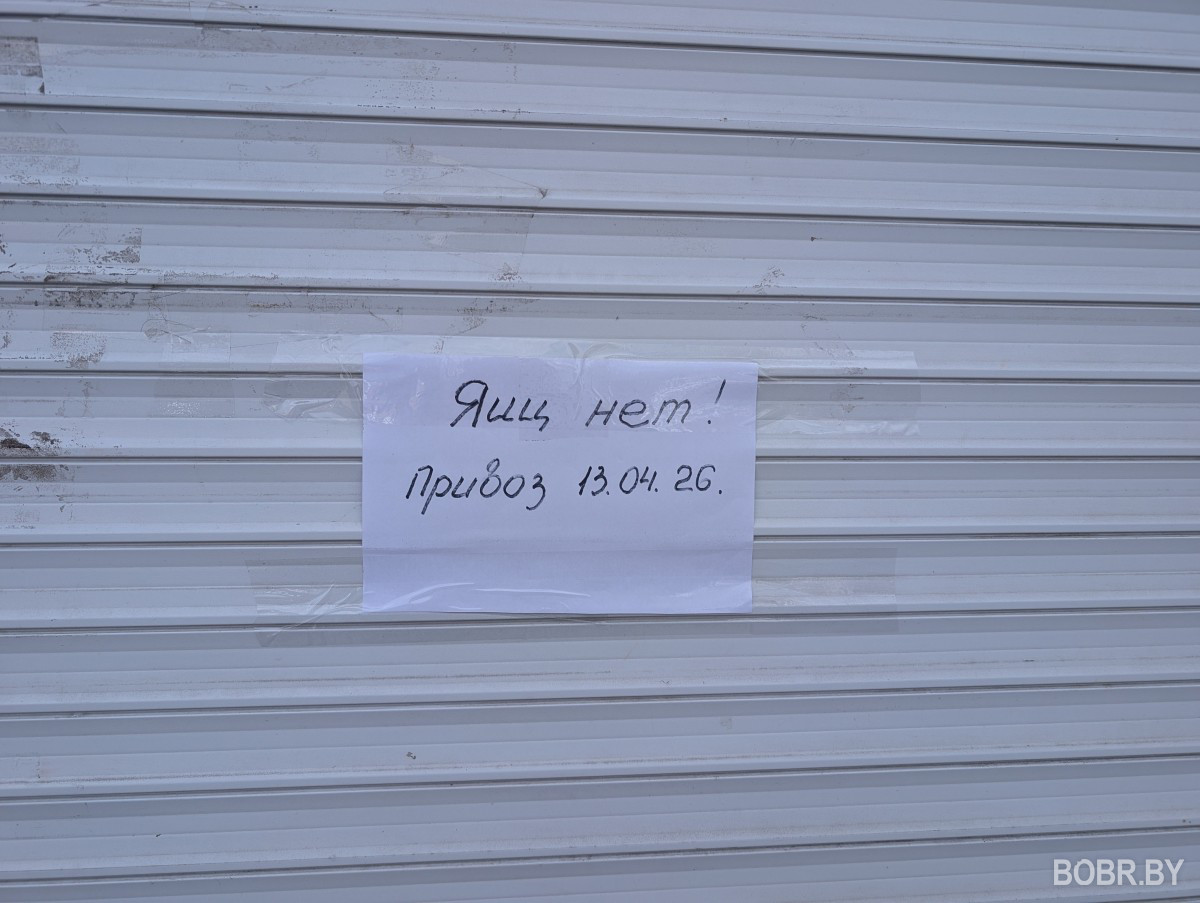 Яиц нет!
Привоз 13.04.26.
BOBR.BY